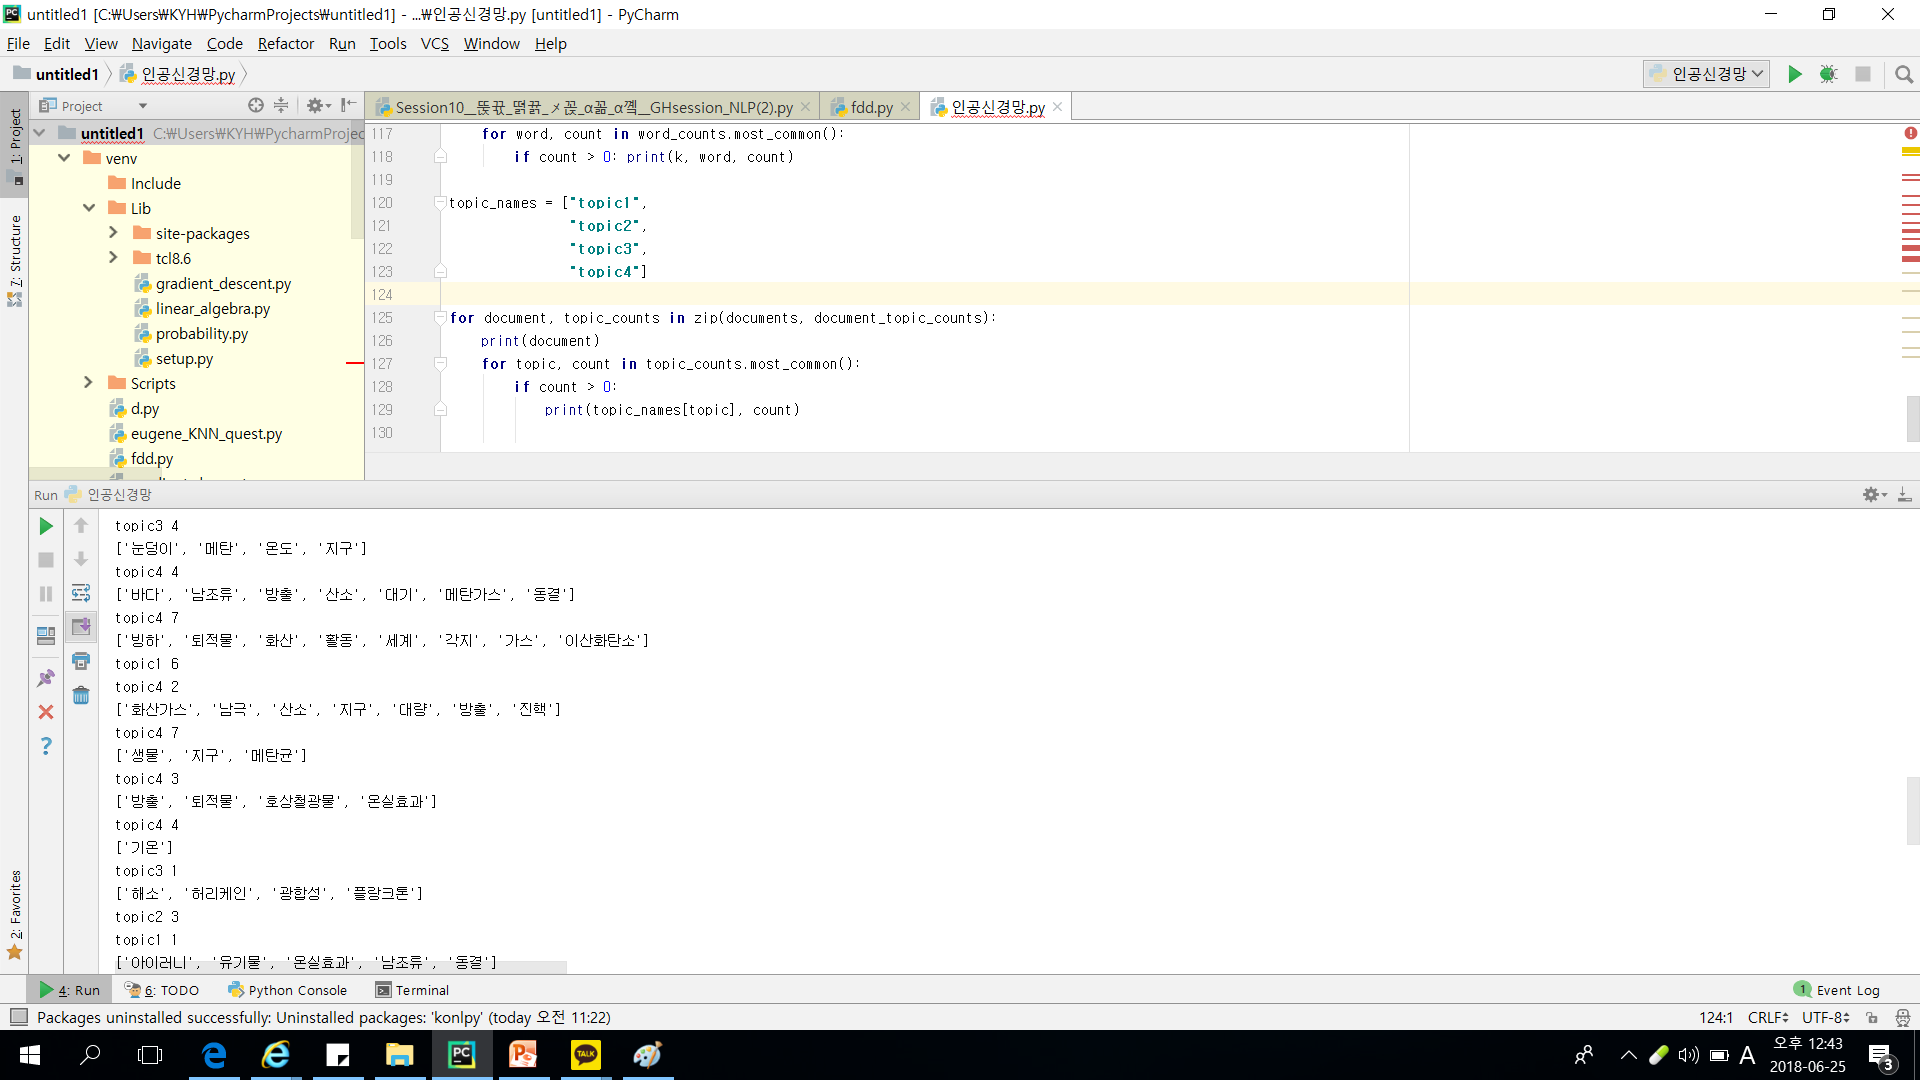 untitled1 [C:₩Users₩KYH₩PycharmProjects₩untitled1] - ...₩인공신경망.py [untitled1] - PyCharm
File Edit View Navigate Code Refactor Run Tools VCS Window Help
untitled1 인공신경망.py 인공신경망
Project Session10__뜑뀾_떩끍_ㅅ꼱_α꾧_α껰__GHsession_NLP(2).py fdd.py 인공신경망.py
1: Project
7: Structure
2: Favorites
untitled1 C:₩Users₩KYH₩PycharmProjec
venv
Include
Lib
site-packages
tcl8.6
gradient_descent.py
linear_algebra.py
probability.py
setup.py
Scripts
d.py
eugene_KNN_quest.py
fdd.py
117 for word, count in word_counts.most_common():
118 if count > 0: print(k, word, count)
119
120 topic_names = ["topic1",
121 "topic2",
122 "topic3",
123 "topic4"]
124
125 for document, topic_counts in zip(documents, document_topic_counts):
126 print(document)
127 for topic, count in topic_counts.most_common():
128 if count > 0:
129 print(topic_names[topic], count)
130
Run 인공신경망
topic3 4
['눈덩이', '메탄', '온도', '지구']
topic4 4
['바다', '남조류', '방출', '산소', '대기', '메탄가스', '동결']
topic4 7
['빙하', '퇴적물', '화산', '활동', '세계', '각지', '가스', '이산화탄소']
topic1 6
topic4 2
['화산가스', '남극', '산소', '지구', '대량', '방출', '진핵']
topic4 7
['생물', '지구', '메탄균']
topic4 3
['방출', '퇴적물', '호상철광물', '온실효과']
topic4 4
['기온']
topic3 1
['해소', '허리케인', '광합성', '플랑크톤']
topic2 3
topic1 1
['아이러니', '유기물', '온실효과', '남조류', '동결']
4: Run 6: TODO Python Console Terminal 1 Event Log
Packages uninstalled successfully: Uninstalled packages: 'konlpy' (today 오전 11:22) 124:1 CRLF UTF-8
PC TALK A 오후 12:43
2018-06-25 3